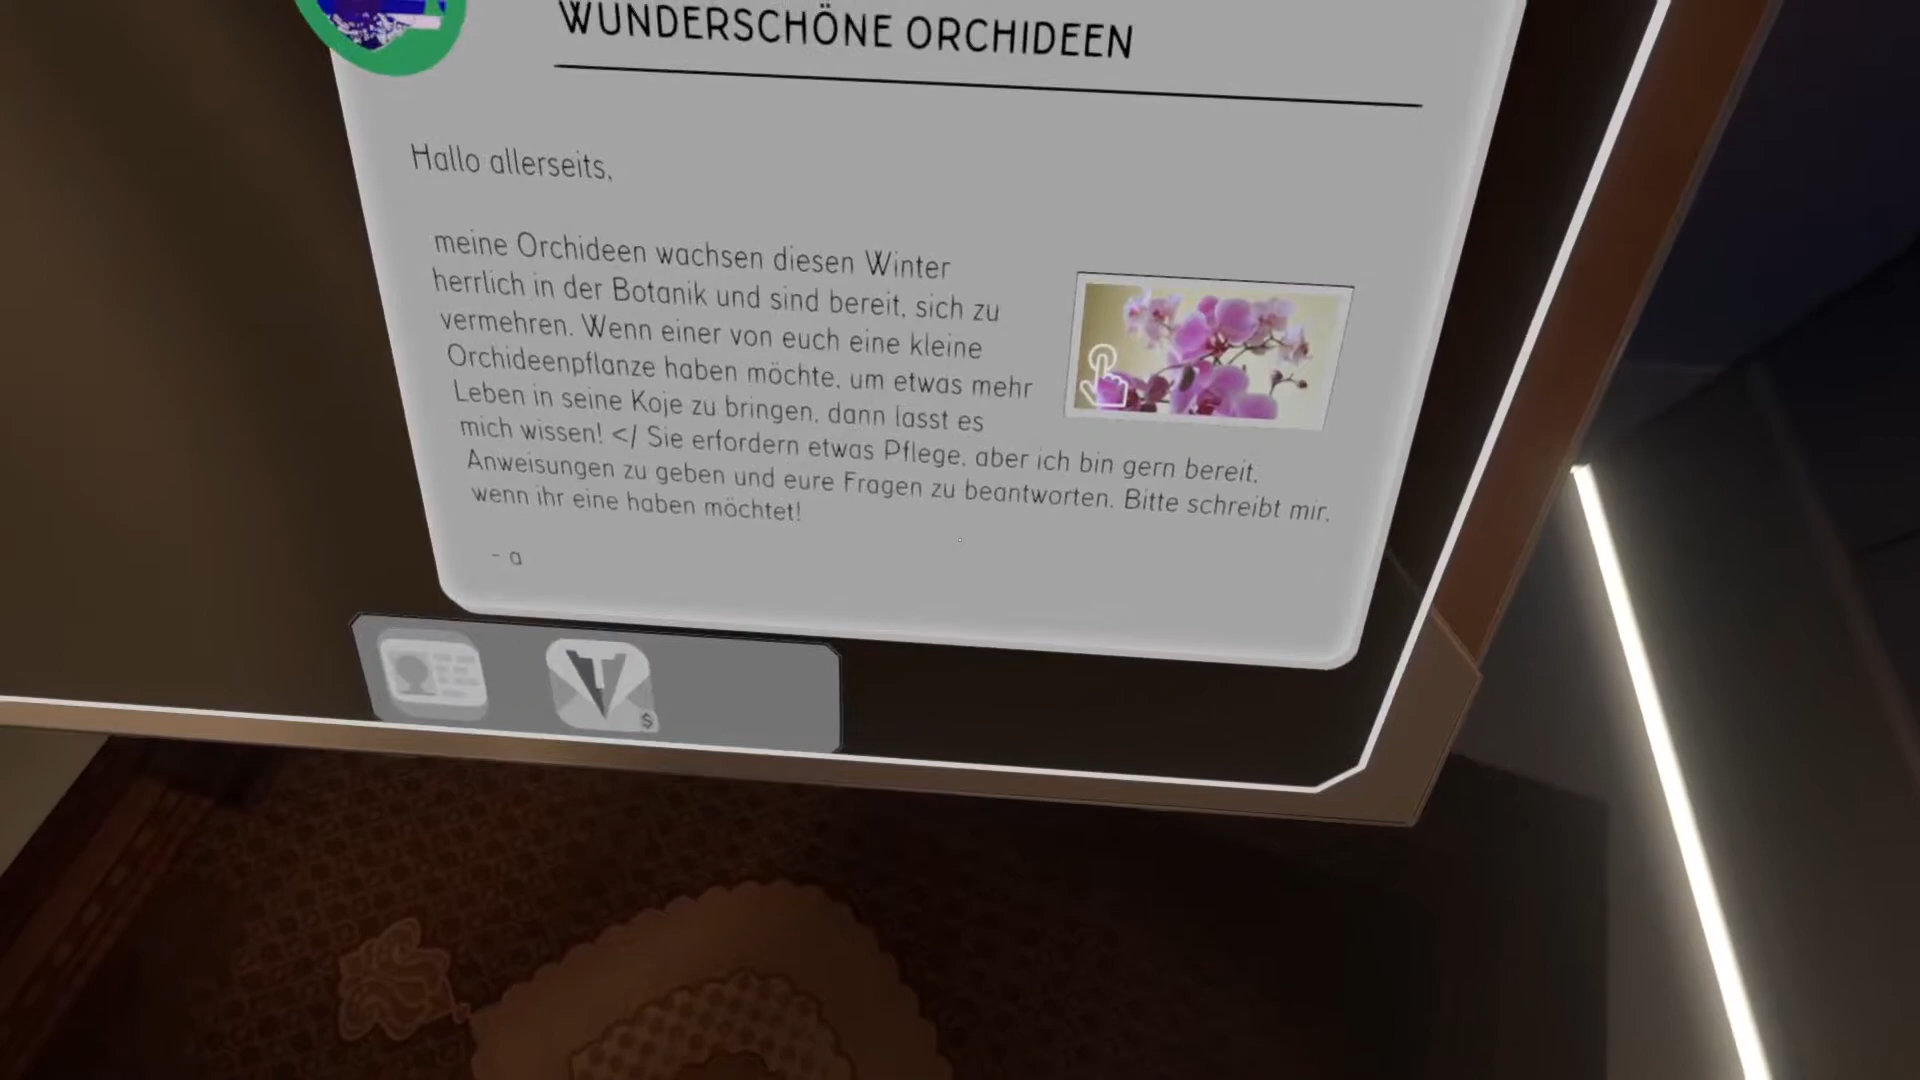 WUNDERSCHÖNE ORCHIDEEN
Hallo allerseits,
meine Orchideen wachsen diesen Winter
herrlich in der Botanik und sind bereit, sich zu
vermehren. Wenn einer von euch eine kleine
Orchideenpflanze haben möchte, um etwas mehr
Leben in seine Koje zu bringen, dann lasst es
mich wissen! </ Sie erfordern etwas Pflege, aber ich bin gern bereit,
Anweisungen zu geben und eure Fragen zu beantworten. Bitte schreibt mir,
wenn ihr eine haben möchtet!
- a
T
$